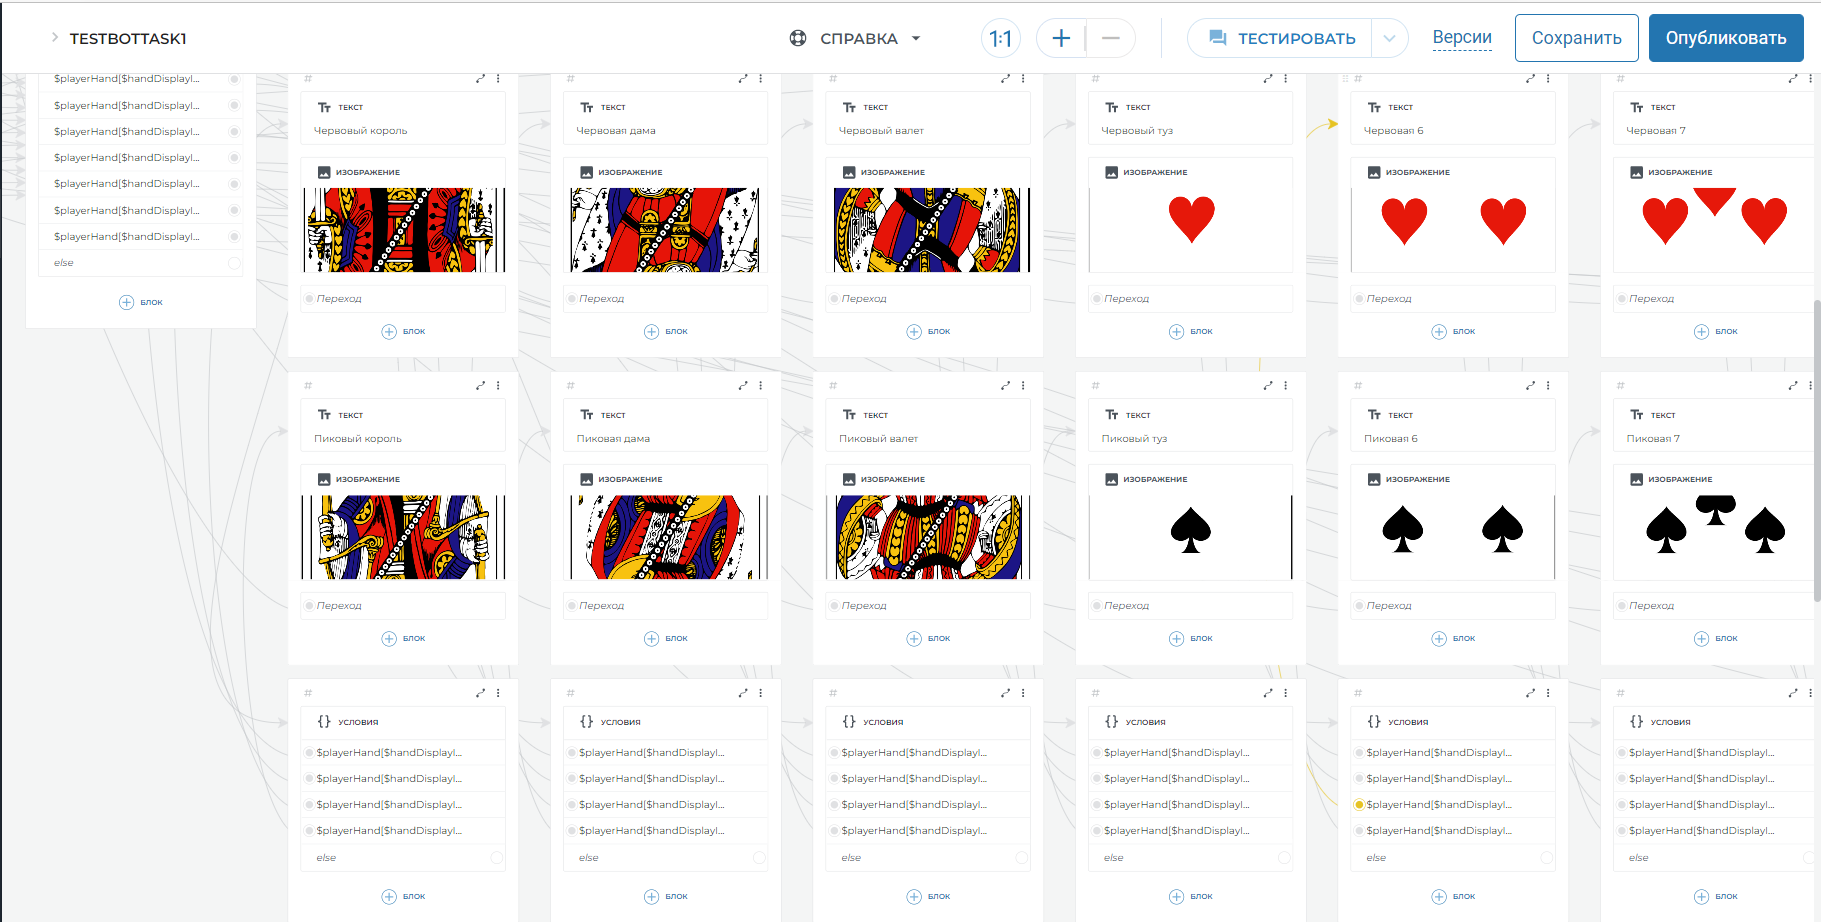 TESTBOTTASK1
СПРАВКА
1:1
ТЕСТИРОВАТЬ
Версии
Сохранить
Опубликовать
$playerHand[$handDisplayI...
$playerHand[$handDisplayI...
$playerHand[$handDisplayI...
$playerHand[$handDisplayI...
$playerHand[$handDisplayI...
$playerHand[$handDisplayI...
$playerHand[$handDisplayI...
else
БЛОК
#
ТЕКСТ
Червовый король
ИЗОБРАЖЕНИЕ
Переход
БЛОК
#
ТЕКСТ
Червовая дама
ИЗОБРАЖЕНИЕ
Переход
БЛОК
#
ТЕКСТ
Червовый валет
ИЗОБРАЖЕНИЕ
Переход
БЛОК
#
ТЕКСТ
Червовый туз
ИЗОБРАЖЕНИЕ
Переход
БЛОК
#
ТЕКСТ
Червовая 6
ИЗОБРАЖЕНИЕ
Переход
БЛОК
#
ТЕКСТ
Червовая 7
ИЗОБРАЖЕНИЕ
Переход
БЛОК
#
ТЕКСТ
Пиковый король
ИЗОБРАЖЕНИЕ
Переход
БЛОК
#
ТЕКСТ
Пиковая дама
ИЗОБРАЖЕНИЕ
Переход
БЛОК
#
ТЕКСТ
Пиковый валет
ИЗОБРАЖЕНИЕ
Переход
БЛОК
#
ТЕКСТ
Пиковый туз
ИЗОБРАЖЕНИЕ
Переход
БЛОК
#
ТЕКСТ
Пиковая 6
ИЗОБРАЖЕНИЕ
Переход
БЛОК
#
ТЕКСТ
Пиковая 7
ИЗОБРАЖЕНИЕ
Переход
БЛОК
#
{} УСЛОВИЯ
$playerHand[$handDisplayI...
$playerHand[$handDisplayI...
$playerHand[$handDisplayI...
$playerHand[$handDisplayI...
else
БЛОК
#
{} УСЛОВИЯ
$playerHand[$handDisplayI...
$playerHand[$handDisplayI...
$playerHand[$handDisplayI...
$playerHand[$handDisplayI...
else
БЛОК
#
{} УСЛОВИЯ
$playerHand[$handDisplayI...
$playerHand[$handDisplayI...
$playerHand[$handDisplayI...
$playerHand[$handDisplayI...
else
БЛОК
#
{} УСЛОВИЯ
$playerHand[$handDisplayI...
$playerHand[$handDisplayI...
$playerHand[$handDisplayI...
$playerHand[$handDisplayI...
else
БЛОК
#
{} УСЛОВИЯ
$playerHand[$handDisplayI...
$playerHand[$handDisplayI...
$playerHand[$handDisplayI...
$playerHand[$handDisplayI...
else
БЛОК
#
{} УСЛОВИЯ
$playerHand[$handDisplayI...
$playerHand[$handDisplayI...
$playerHand[$handDisplayI...
$playerHand[$handDisplayI...
else
БЛОК